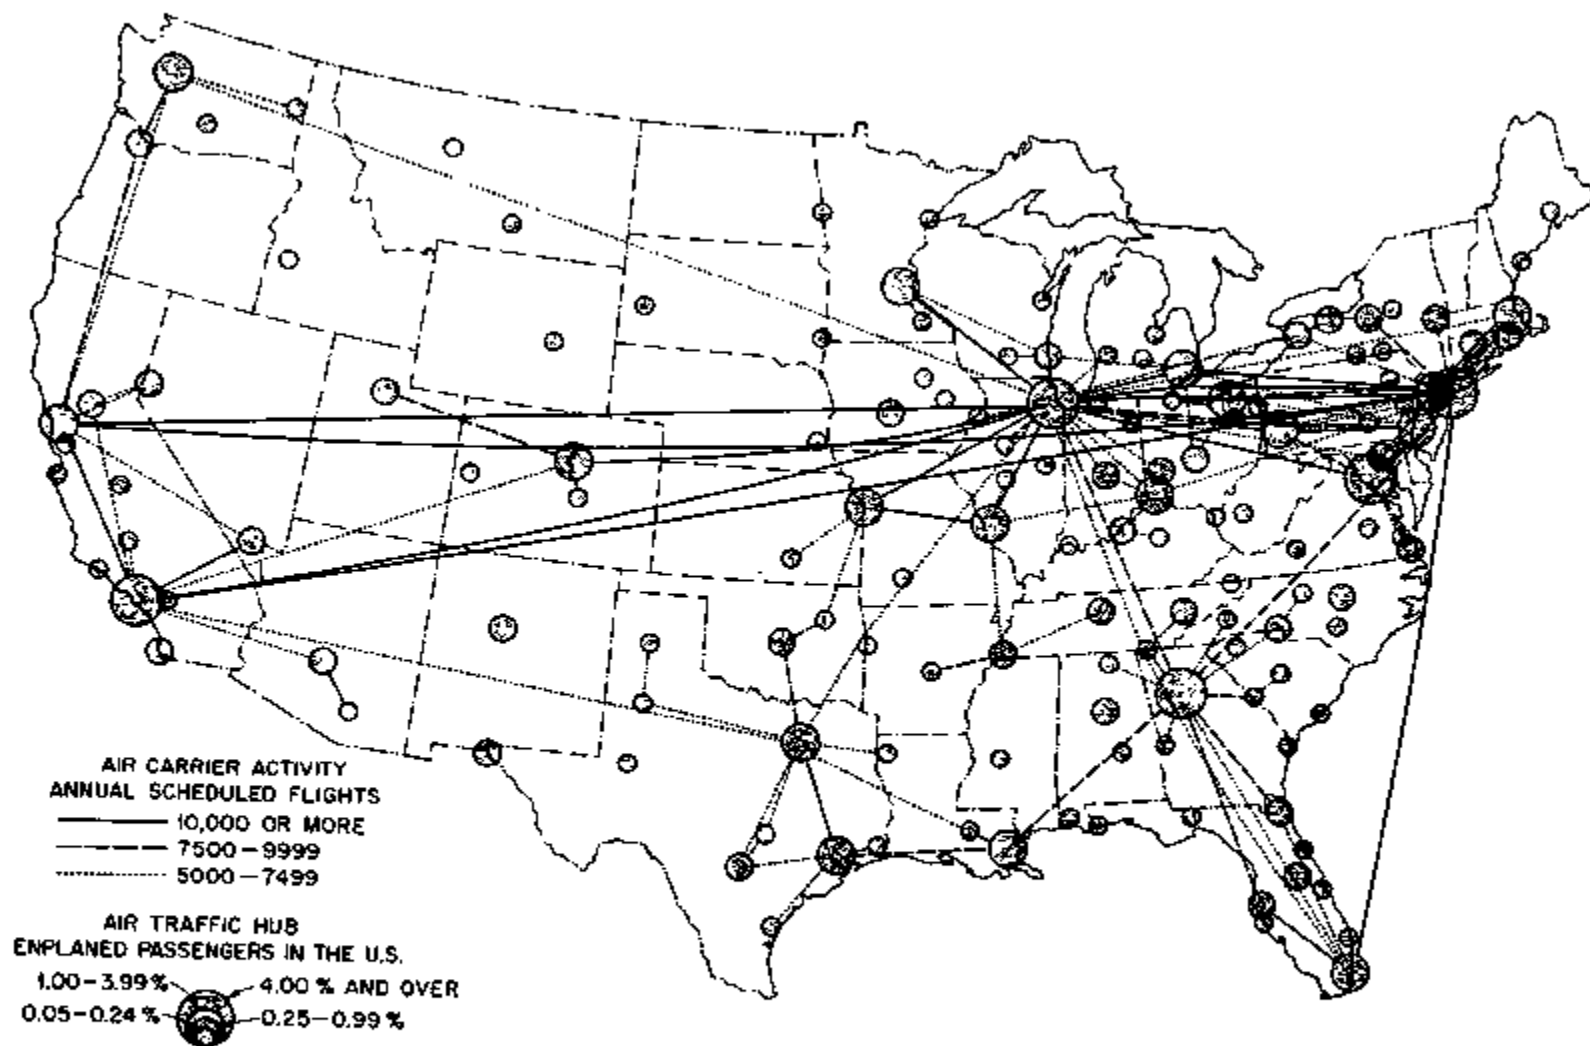 AIR CARRIER ACTIVITY
ANNUAL SCHEDULED FLIGHTS
10,000 OR MORE
7500-9999
5000-7499
AIR TRAFFIC HUB
ENPLANED PASSENGERS IN THE U.S.
1.00-3.99% 4.00% AND OVER
0.05-0.24% 0.25-0.99%